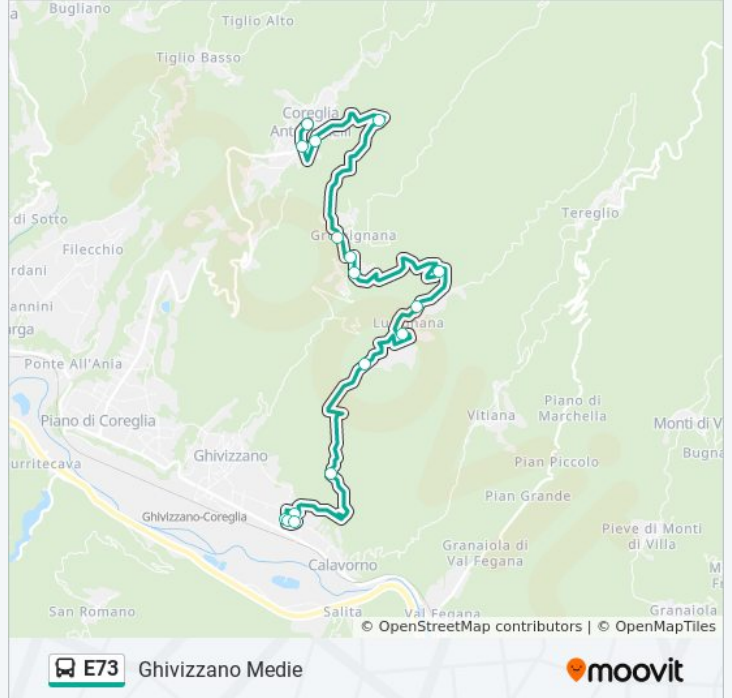 Bugliano
Tiglio Alto
Tiglio Basso
Coreglia
Tereglio
di Sotto
Filecchio
rdani
annini
arga
Ponte All'Ania
Piano di Coreglia
Piano di
Marchella
Vitiana
Monti di V
Bugna
Ghivizzano
urritecava
Pian Piccolo
Pian Grande
Ghivizzano-Coreglia
Pieve di Monti
di Villa
Granaiola di
Val Fegana
Calavorno
San Romano
Salita
Val Fegana
Granaiola
© OpenStreetMap contributors | © OpenMapTiles
E73 Ghivizzano Medie
moovit